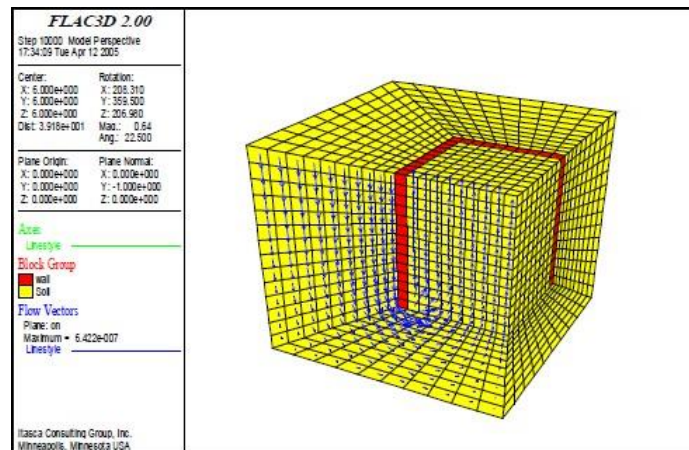 FLAC3D 2.00
Step 10000 Model Perspective
17:34:09 Tue Apr 12 2005
Center: Rotation:
X: 6.000e+000 X: 208.310
Y: 6.000e+000 Y: 359.500
Z: 6.000e+000 Z: 206.980
Dist: 3.918e+001 Mag.: 0.64
Ang.: 22.500
Plane Origin: Plane Normal:
X: 0.000e+000 X: 0.000e+000
Y: 0.000e+000 Y: -1.000e+000
Z: 0.000e+000 Z: 0.000e+000
Axes
Linestyle
Block Group
wall
Soil
Flow Vectors
Plane: on
Maximum = 6.422e-007
Linestyle
Itasca Consulting Group, Inc.
Minneapolis, Minnesota USA